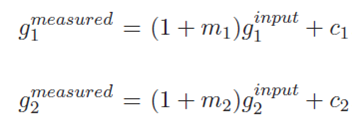 g_1^{measured} = (1 + m_1)g_1^{input} + c_1
g_2^{measured} = (1 + m_2)g_2^{input} + c_2